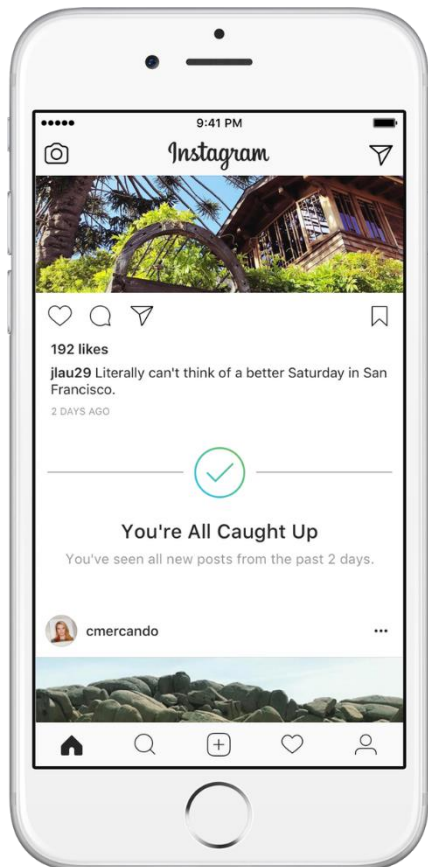 9:41 PM
Instagram
192 likes
jlau29 Literally can't think of a better Saturday in San
Francisco.
2 DAYS AGO
You're All Caught Up
You've seen all new posts from the past 2 days.
cmercando